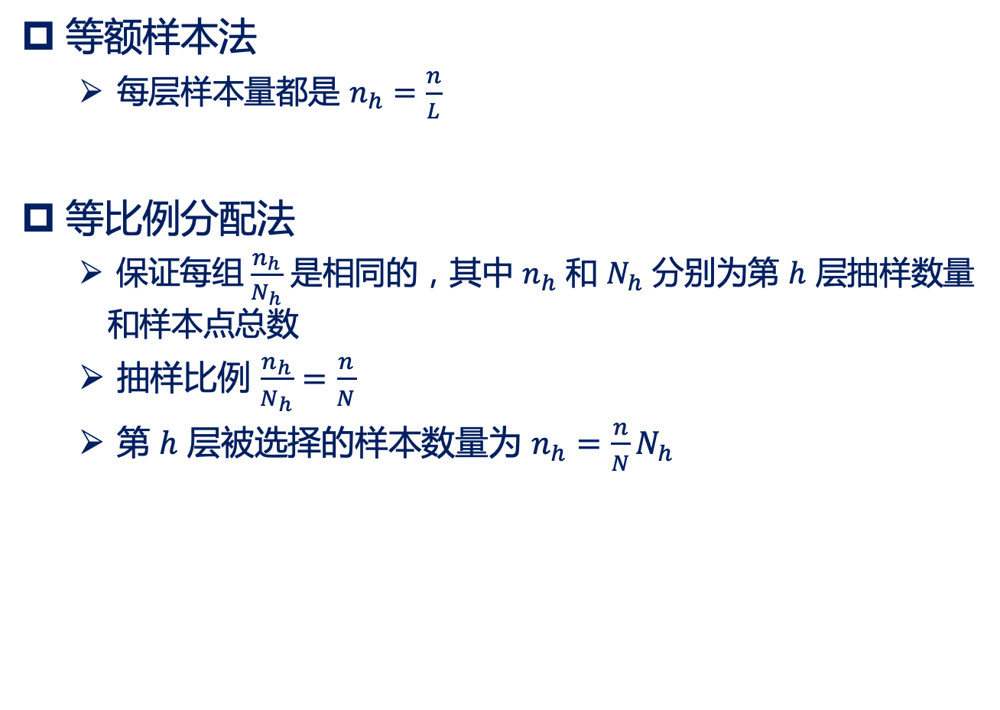 等额样本法
每层样本量都是 $n_h = \frac{n}{L}$
等比例分配法
保证每组 $\frac{n_h}{N_h}$ 是相同的，其中 $n_h$ 和 $N_h$ 分别为第 $h$ 层抽样数量
和样本点总数
抽样比例 $\frac{n_h}{N_h} = \frac{n}{N}$
第 $h$ 层被选择的样本数量为 $n_h = \frac{n}{N} N_h$